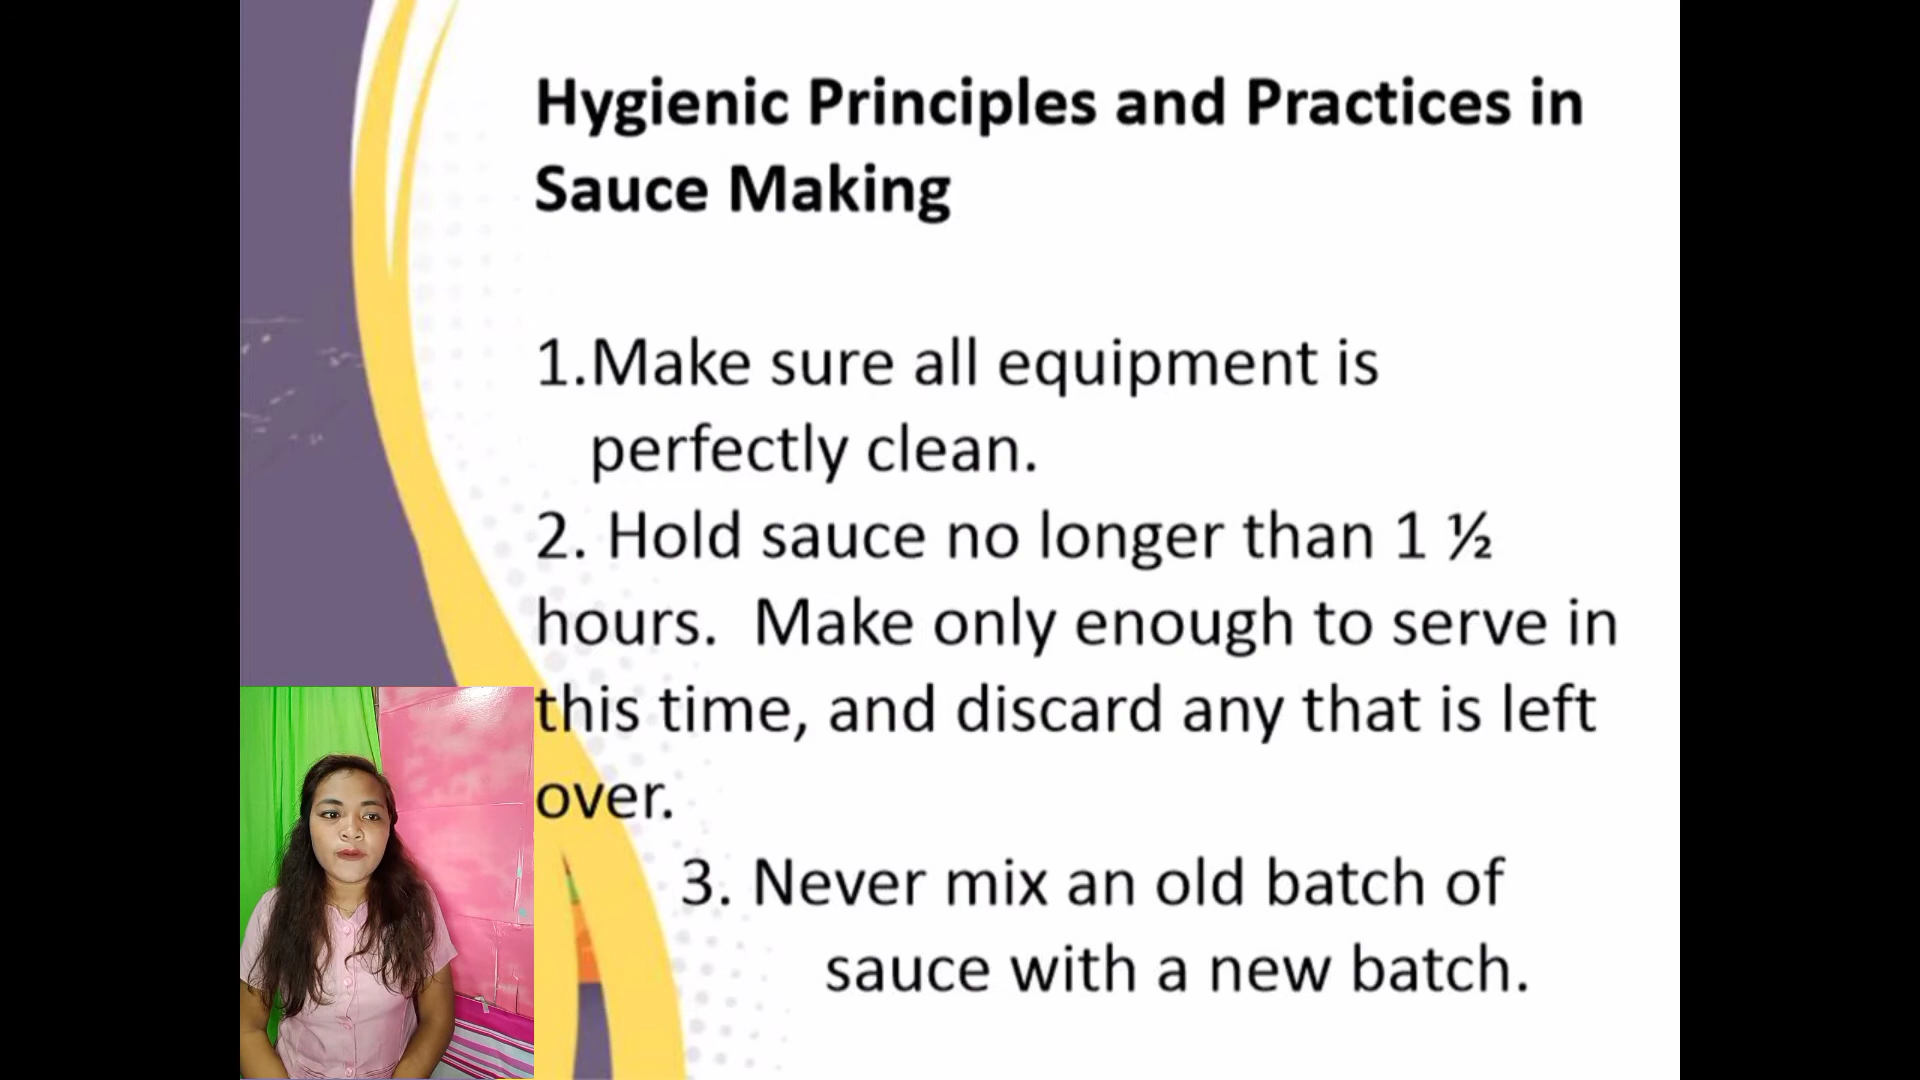 Hygienic Principles and Practices in
Sauce Making
1.Make sure all equipment is
perfectly clean.
2. Hold sauce no longer than 1 ½
hours.  Make only enough to serve in
this time, and discard any that is left
over.
3. Never mix an old batch of
sauce with a new batch.